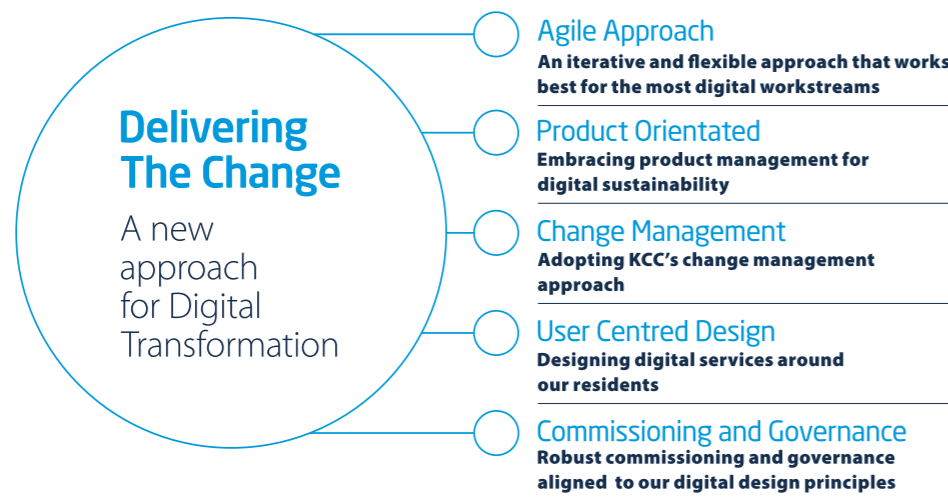 Delivering
The Change
A new
approach
for Digital
Transformation
Agile Approach
An iterative and flexible approach that works
best for the most digital workstreams
Product Orientated
Embracing product management for
digital sustainability
Change Management
Adopting KCC's change management
approach
User Centred Design
Designing digital services around
our residents
Commissioning and Governance
Robust commissioning and governance
aligned to our digital design principles